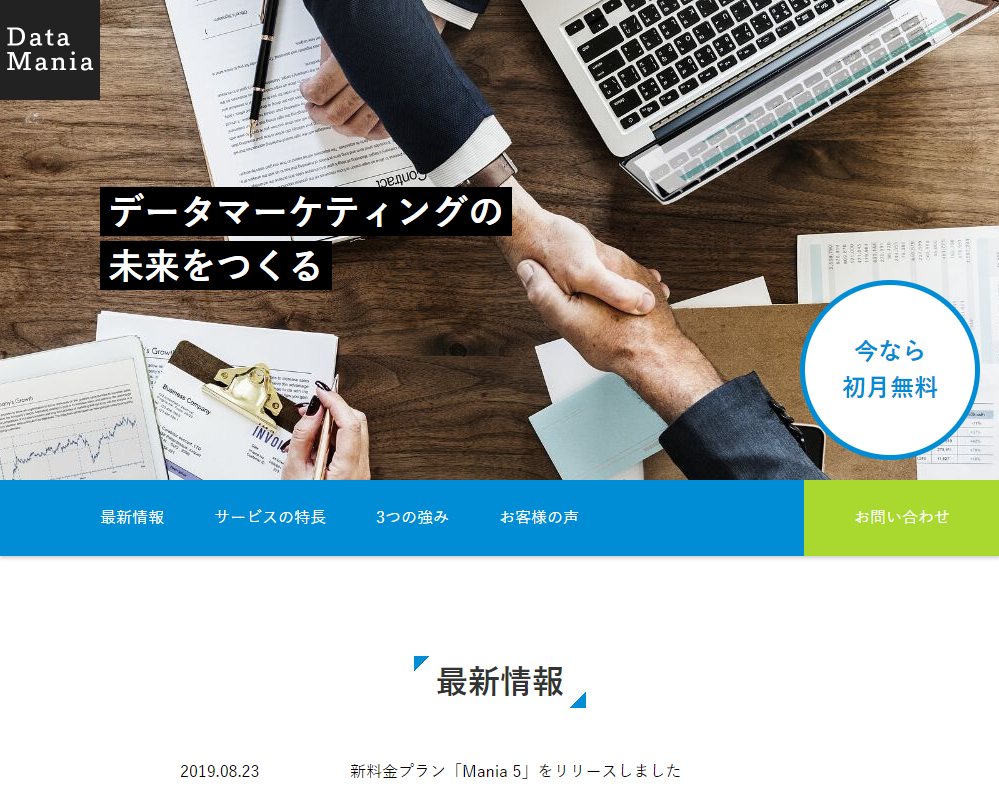 Data
Mania
Contract
データマーケティングの
未来をつくる
Business Company
今なら
初月無料
最新情報
サービスの特長
3つの強み
お客様の声
お問い合わせ
最新情報
2019.08.23 新料金プラン「Mania 5」をリリースしました